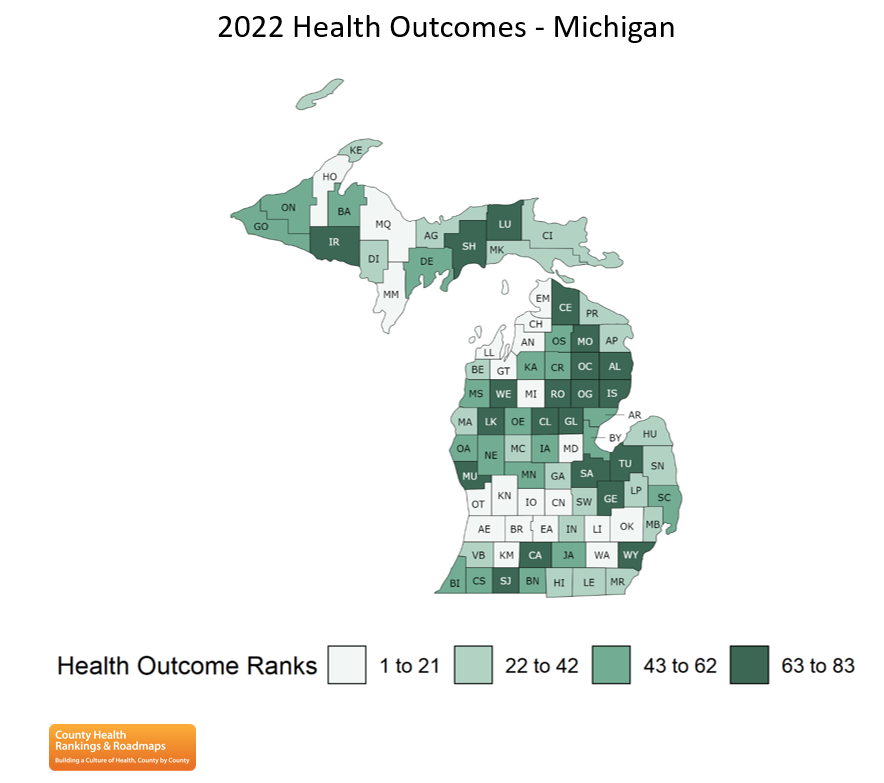 2022 Health Outcomes - Michigan
KE
HO
ON
BA
GO
MQ
LU
AG
CI
IR
SH
MK
DI
DE
MM
EM
CE
PR
CH
AN
OS
MO
AP
LL
BE
GT
KA
CR
OC
AL
MS
WE
MI
RO
OG
IS
AR
MA
LK
OE
CL
GL
BY
HU
OA
NE
MC
IA
MD
MU
MN
GA
SA
TU
SN
OT
KN
IO
CN
SW
GE
LP
SC
AE
BR
EA
IN
LI
OK
MB
VB
KM
CA
JA
WA
WY
BI
CS
SJ
BN
HI
LE
MR
Health Outcome Ranks 1 to 21 22 to 42 43 to 62 63 to 83
County Health
Rankings & Roadmaps
Building a Culture of Health, County by County